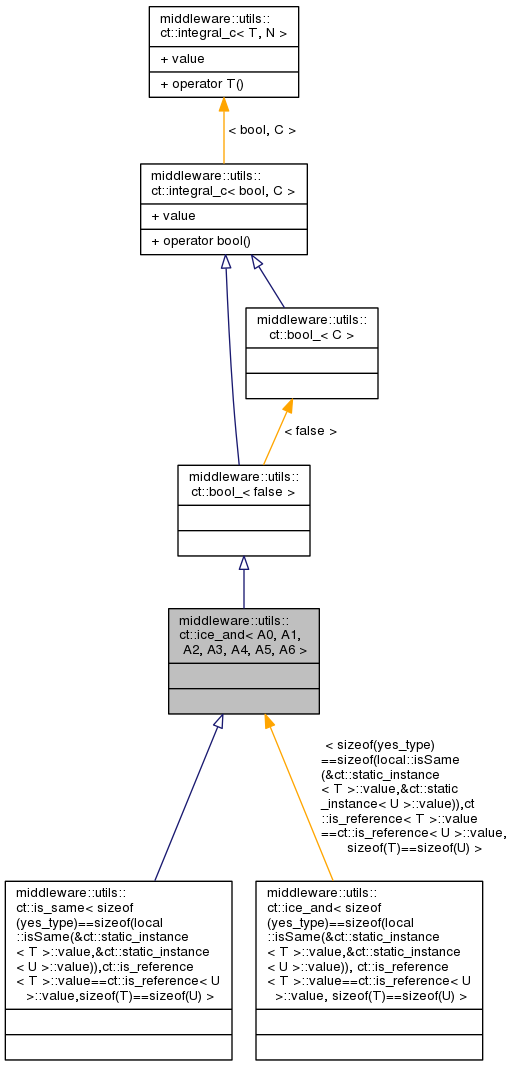 middleware::utils::
ct::integral_c< T, N >
+ value
+ operator T()
< bool, C >
middleware::utils::
ct::integral_c< bool, C >
+ value
+ operator bool()
middleware::utils::
ct::bool_< C >
< false >
middleware::utils::
ct::bool_< false >
middleware::utils::
ct::ice_and< A0, A1,
A2, A3, A4, A5, A6 >
< sizeof(yes_type)
==sizeof(local::isSame
(&ct::static_instance
< T >::value,&ct::static
_instance< U >::value)),ct
::is_reference< T >::value
==ct::is_reference< U >::value,
sizeof(T)==sizeof(U) >
middleware::utils::
ct::is_same< sizeof
(yes_type)==sizeof(local
::isSame(&ct::static_instance
< T >::value,&ct::static_instance
< U >::value)),ct::is_reference
< T >::value==ct::is_reference< U
>::value,sizeof(T)==sizeof(U) >
middleware::utils::
ct::ice_and< sizeof
(yes_type)==sizeof(local
::isSame(&ct::static_instance
< T >::value,&ct::static_instance
< U >::value)), ct::is_reference
< T >::value==ct::is_reference< U
>::value, sizeof(T)==sizeof(U) >